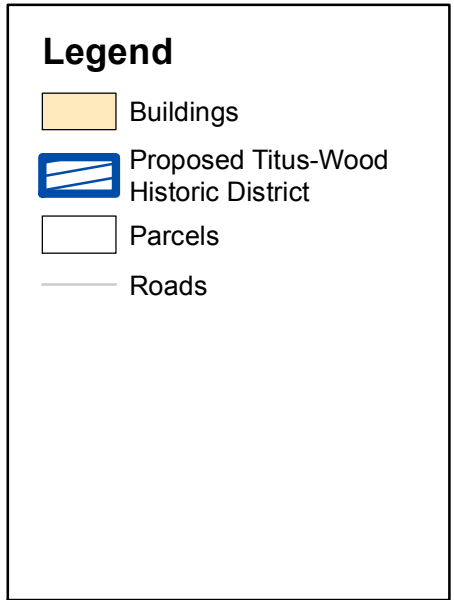 Legend
Buildings
Proposed Titus-Wood
Historic District
Parcels
Roads